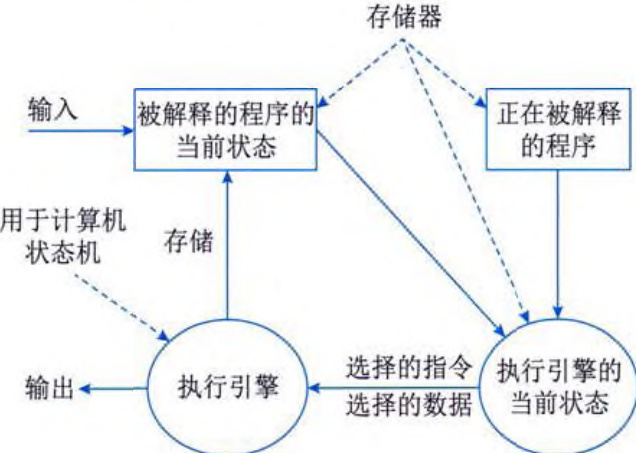 存储器
输入
被解释的程序的
当前状态
正在被解释
的程序
用于计算机
状态机
存储
输出
执行引擎
选择的指令
选择的数据
执行引擎的
当前状态